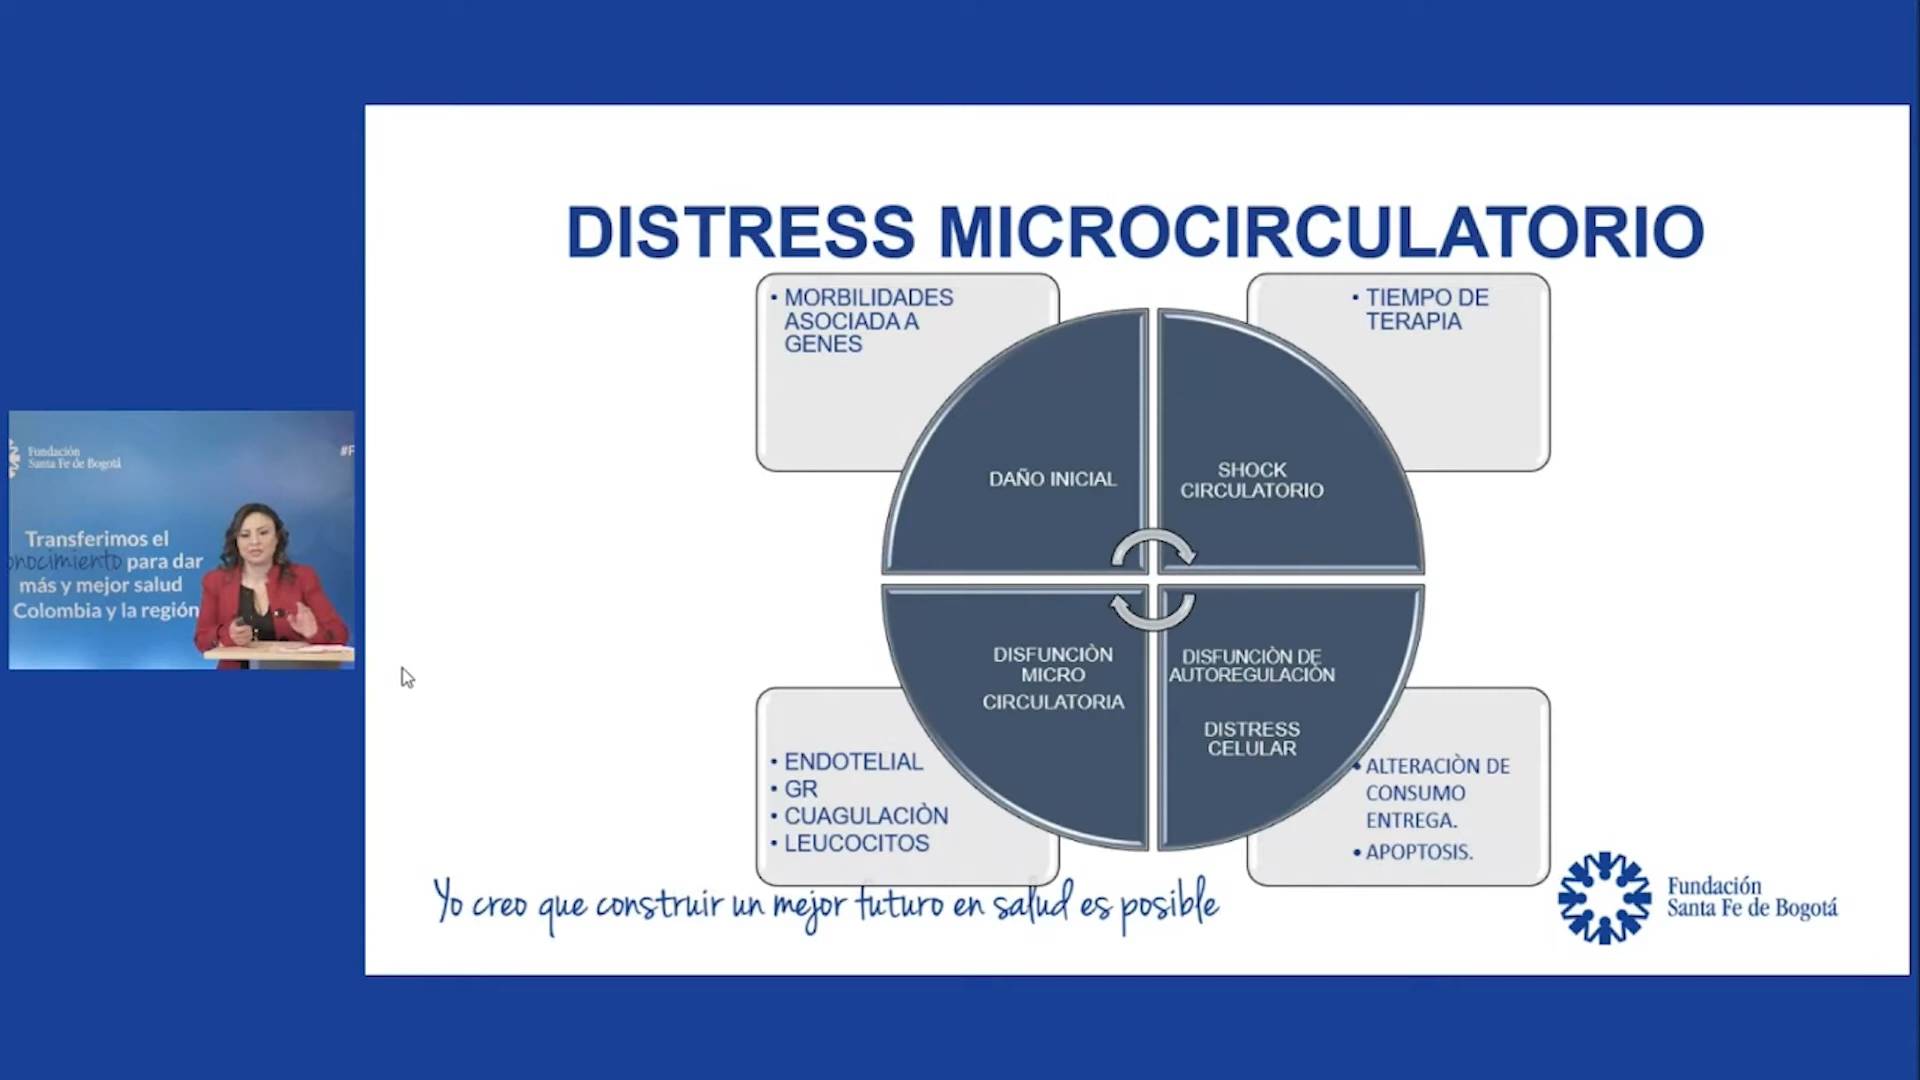 DISTRESS MICROCIRCULATORIO
• MORBILIDADES
ASOCIADA A
GENES
• TIEMPO DE
TERAPIA
DAÑO INICIAL
SHOCK
CIRCULATORIO
DISFUNCIÒN
MICRO
CIRCULATORIA
DISFUNCIÒN DE
AUTOREGULACIÒN
DISTRESS
CELULAR
• ENDOTELIAL
• GR
• CUAGULACIÒN
• LEUCOCITOS
• ALTERACIÒN DE
CONSUMO
ENTREGA.
• APOPTOSIS.
Yo creo que construir un mejor futuro en salud es posible
Fundación
Santa Fe de Bogotá
Fundación
Santa Fe de Bogotá
#F
Transferimos el
onocimiento para dar
más y mejor salud
Colombia y la región